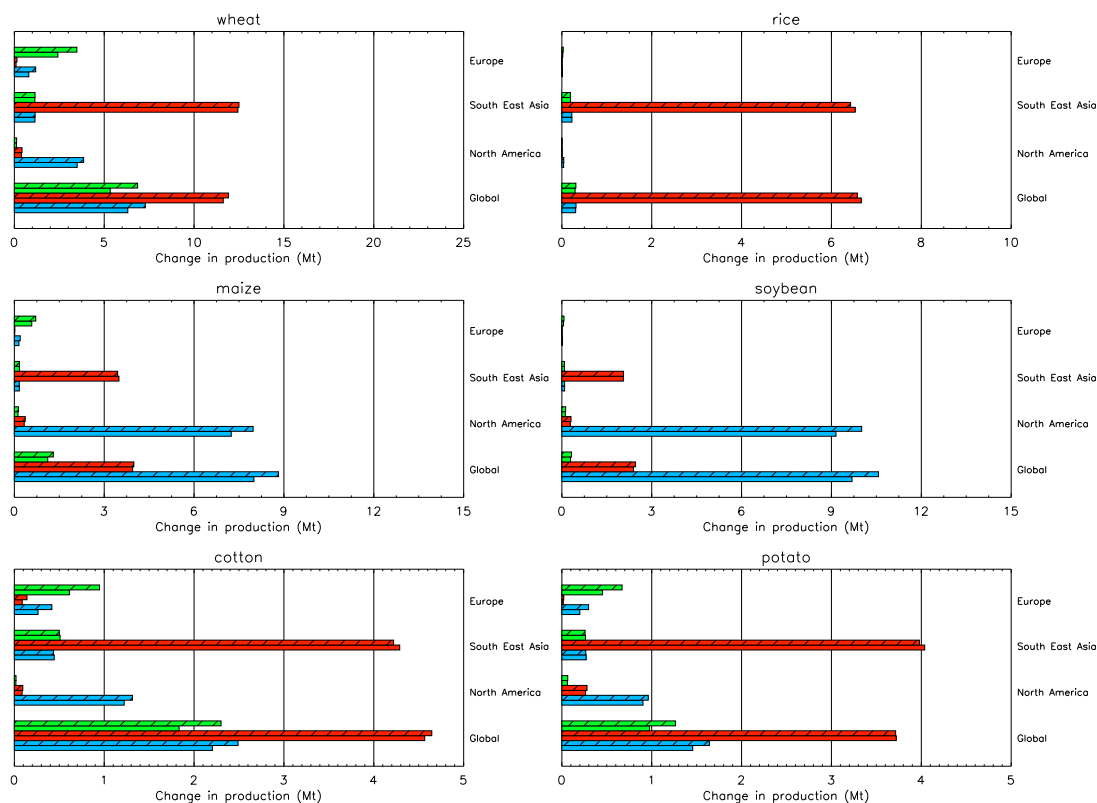 wheat
Europe
South East Asia
North America
Global
0 5 10 15 20 25
Change in production (Mt)
rice
Europe
South East Asia
North America
Global
0 2 4 6 8 10
Change in production (Mt)
maize
Europe
South East Asia
North America
Global
0 3 6 9 12 15
Change in production (Mt)
soybean
Europe
South East Asia
North America
Global
0 3 6 9 12 15
Change in production (Mt)
cotton
Europe
South East Asia
North America
Global
0 1 2 3 4 5
Change in production (Mt)
potato
Europe
South East Asia
North America
Global
0 1 2 3 4 5
Change in production (Mt)